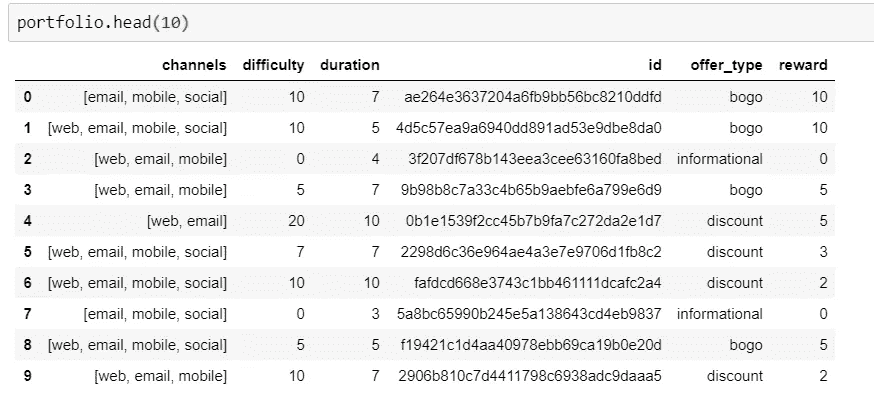 portfolio.head(10)
channels difficulty duration id offer_type reward
0 [email, mobile, social] 10 7 ae264e3637204a6fb9bb56bc8210ddfd bogo 10
1 [web, email, mobile, social] 10 5 4d5c57ea9a6940dd891ad53e9dbe8da0 bogo 10
2 [web, email, mobile] 0 4 3f207df678b143eea3cee63160fa8bed informational 0
3 [web, email, mobile] 5 7 9b98b8c7a33c4b65b9aebfe6a799e6d9 bogo 5
4 [web, email] 20 10 0b1e1539f2cc45b7b9fa7c272da2e1d7 discount 5
5 [web, email, mobile, social] 7 7 2298d6c36e964ae4a3e7e9706d1fb8c2 discount 3
6 [web, email, mobile, social] 10 10 fafdcd668e3743c1bb461111dcafc2a4 discount 2
7 [email, mobile, social] 0 3 5a8bc65990b245e5a138643cd4eb9837 informational 0
8 [web, email, mobile, social] 5 5 f19421c1d4aa40978ebb69ca19b0e20d bogo 5
9 [web, email, mobile] 10 7 2906b810c7d4411798c6938adc9daaa5 discount 2